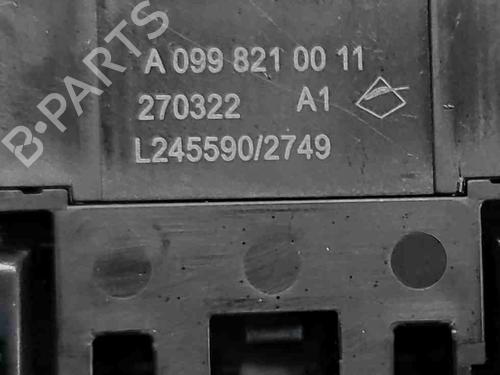 B-PARTS
A 099 821 00 11
270322 A1
L245590/2749